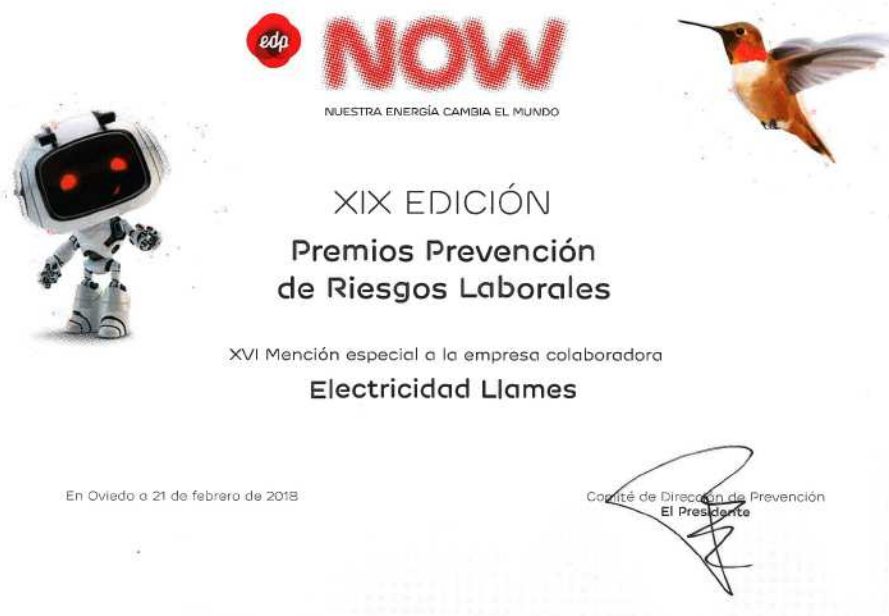 edp
NOW
NUESTRA ENERGÍA CAMBIA EL MUNDO
XIX EDICIÓN
Premios Prevención
de Riesgos Laborales
XVI Mención especial a la empresa colaboradora
Electricidad Llames
En Oviedo a 21 de febrero de 2018
Comité de Dirección de Prevención
El Presidente